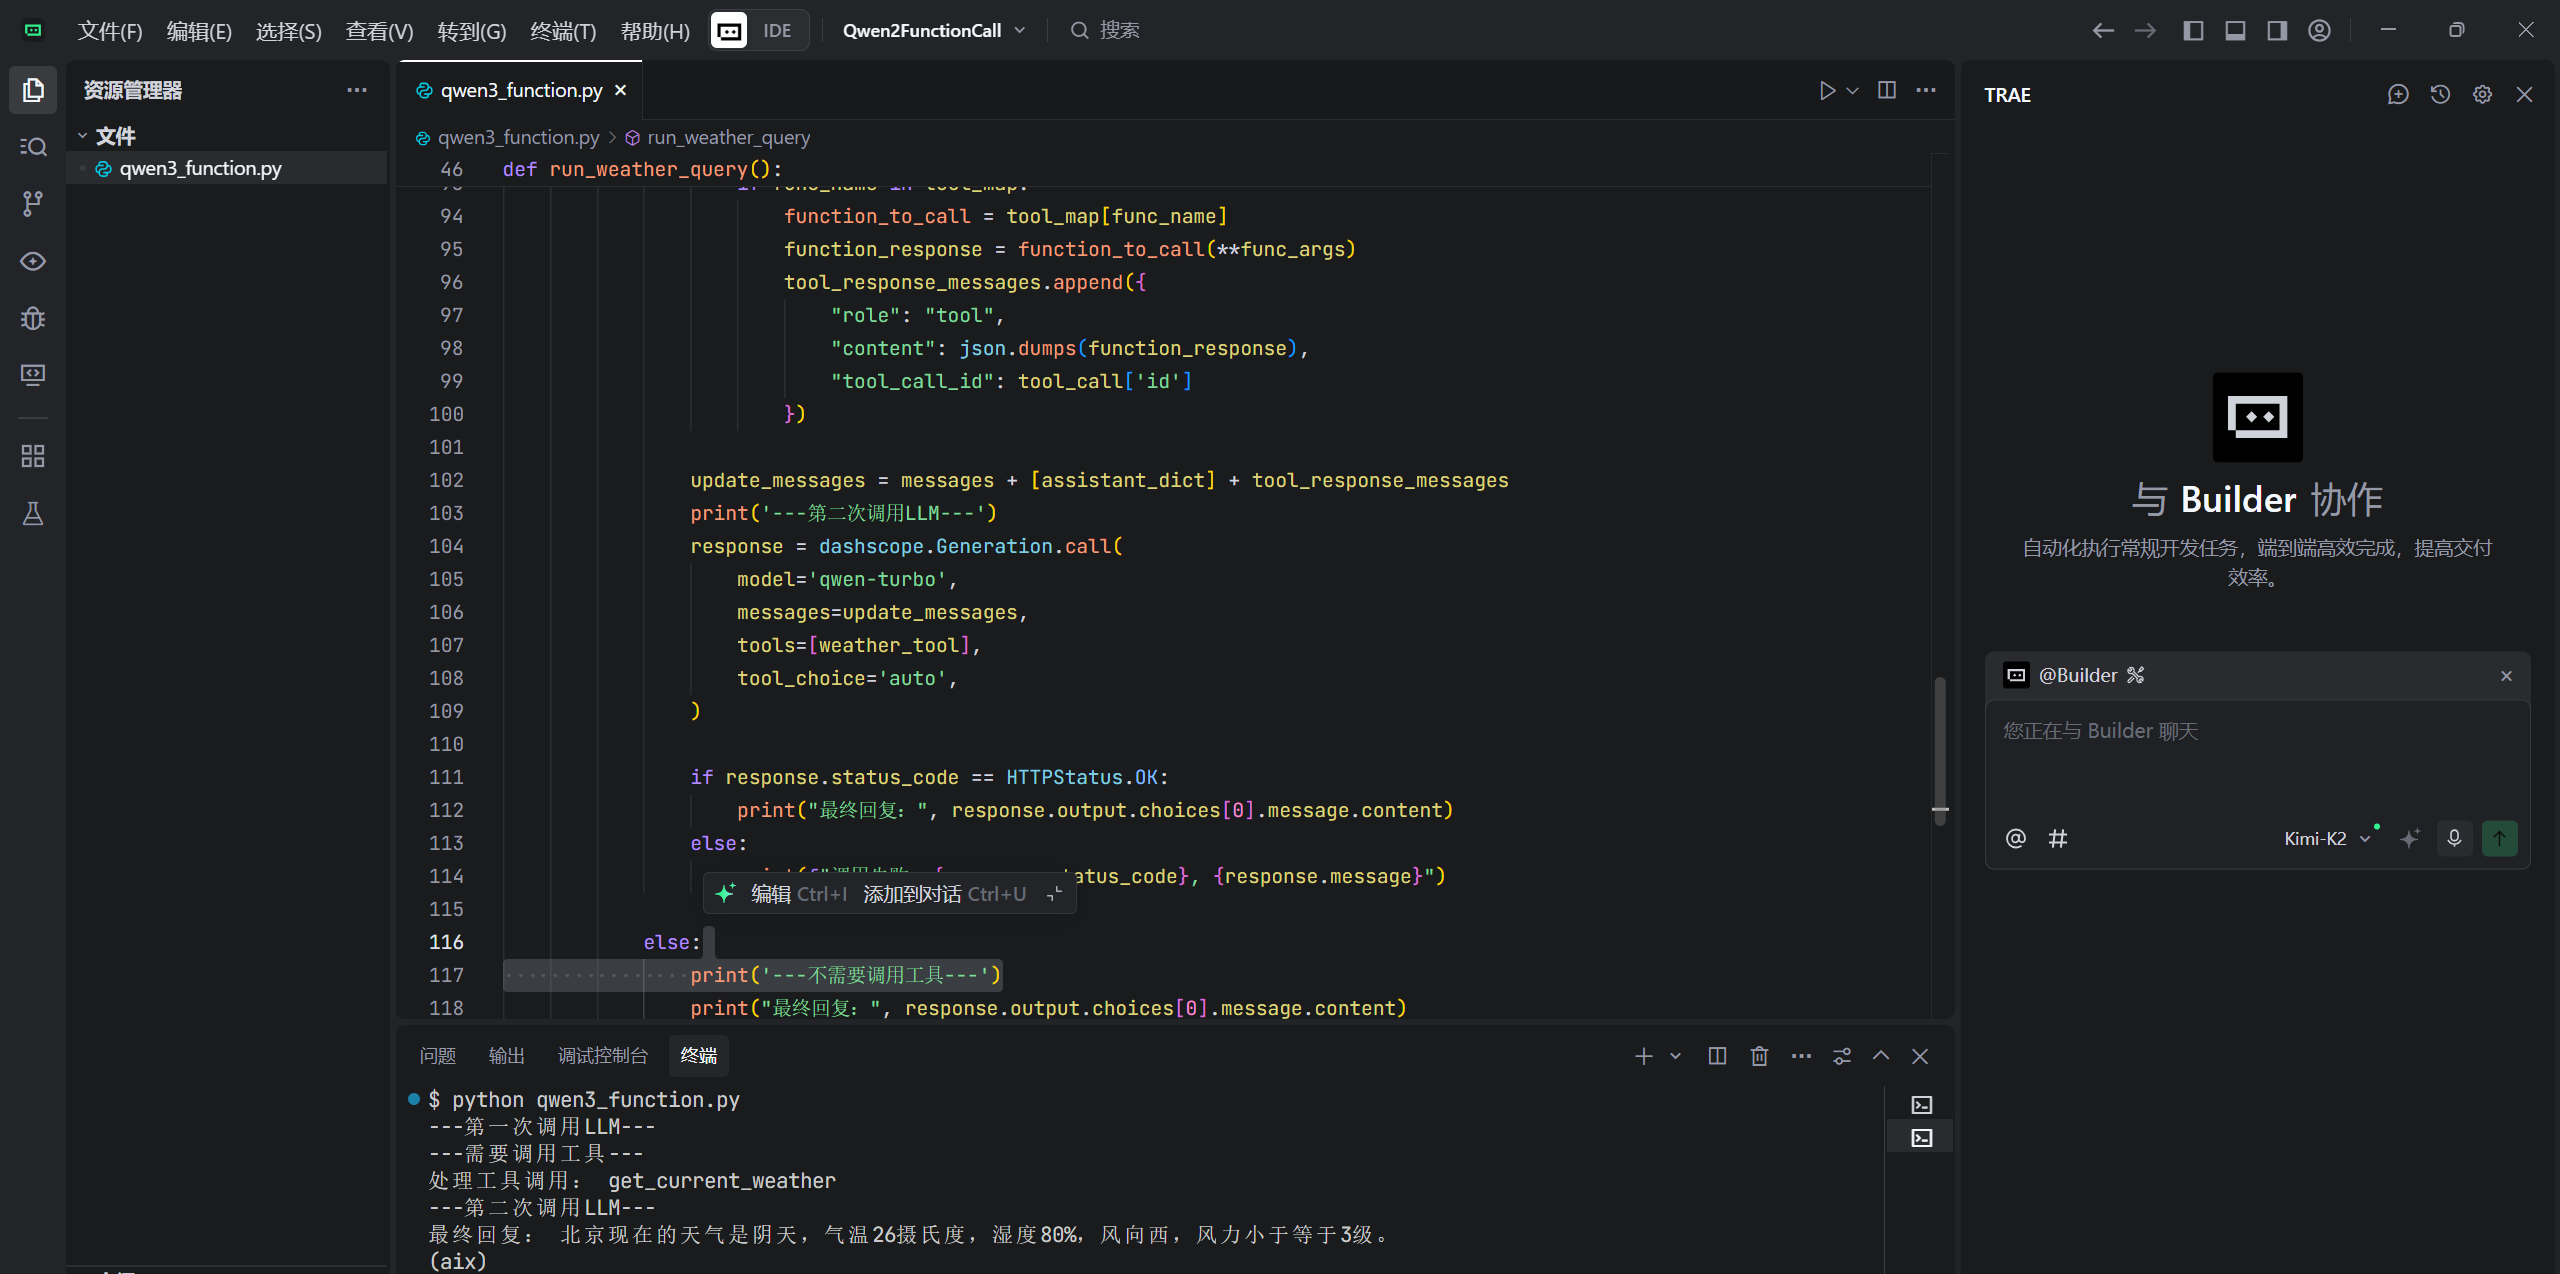 文件(F) 编辑(E) 选择(S) 查看(V) 转到(G) 终端(T) 帮助(H) IDE Qwen2FunctionCall 搜索
资源管理器
文件
qwen3_function.py
qwen3_function.py
qwen3_function.py > run_weather_query
46 def run_weather_query():
94 function_to_call = tool_map[func_name]
95 function_response = function_to_call(**func_args)
96 tool_response_messages.append({
97 "role": "tool",
98 "content": json.dumps(function_response),
99 "tool_call_id": tool_call['id']
100 })
101
102 update_messages = messages + [assistant_dict] + tool_response_messages
103 print('---第二次调用LLM---')
104 response = dashscope.Generation.call(
105 model='qwen-turbo',
106 messages=update_messages,
107 tools=[weather_tool],
108 tool_choice='auto',
109 )
110
111 if response.status_code == HTTPStatus.OK:
112 print("最终回复：", response.output.choices[0].message.content)
113 else:
114 tatus_code}, {response.message}")
编辑 Ctrl+I 添加到对话 Ctrl+U
115
116 else:
117 print('---不需要调用工具---')
118 print("最终回复：", response.output.choices[0].message.content)
问题 输出 调试控制台 终端
$ python qwen3_function.py
---第一次调用LLM---
---需要调用工具---
处理工具调用： get_current_weather
---第二次调用LLM---
最终回复： 北京现在的天气是阴天，气温26摄氏度，湿度80%，风向西，风力小于等于3级。
(aix)
TRAE
与 Builder 协作
自动化执行常规开发任务，端到端高效完成，提高交付
效率。
@Builder
您正在与 Builder 聊天
@ # Kimi-K2